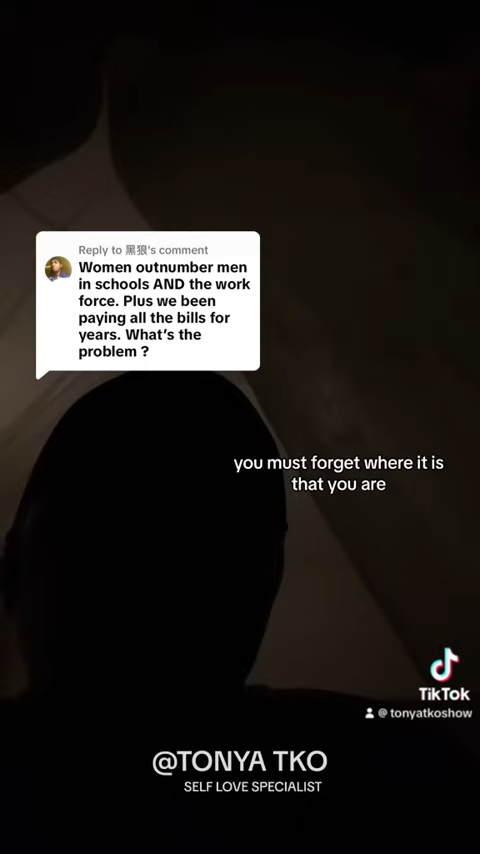 Reply to 黑狼's comment
Women outnumber men
in schools AND the work
force. Plus we been
paying all the bills for
years. What's the
problem ?
you must forget where it is
that you are
TikTok
@ tonyatkoshow
@TONYA TKO
SELF LOVE SPECIALIST